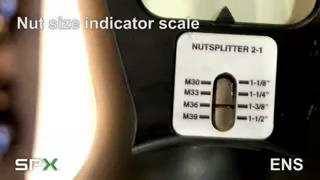 Nut size indicator scale
NUTSPLITTER 2-1
M30 1-1/8"
M33 1-1/4"
M36 1-3/8"
M39 1-1/2"
SPX
ENS